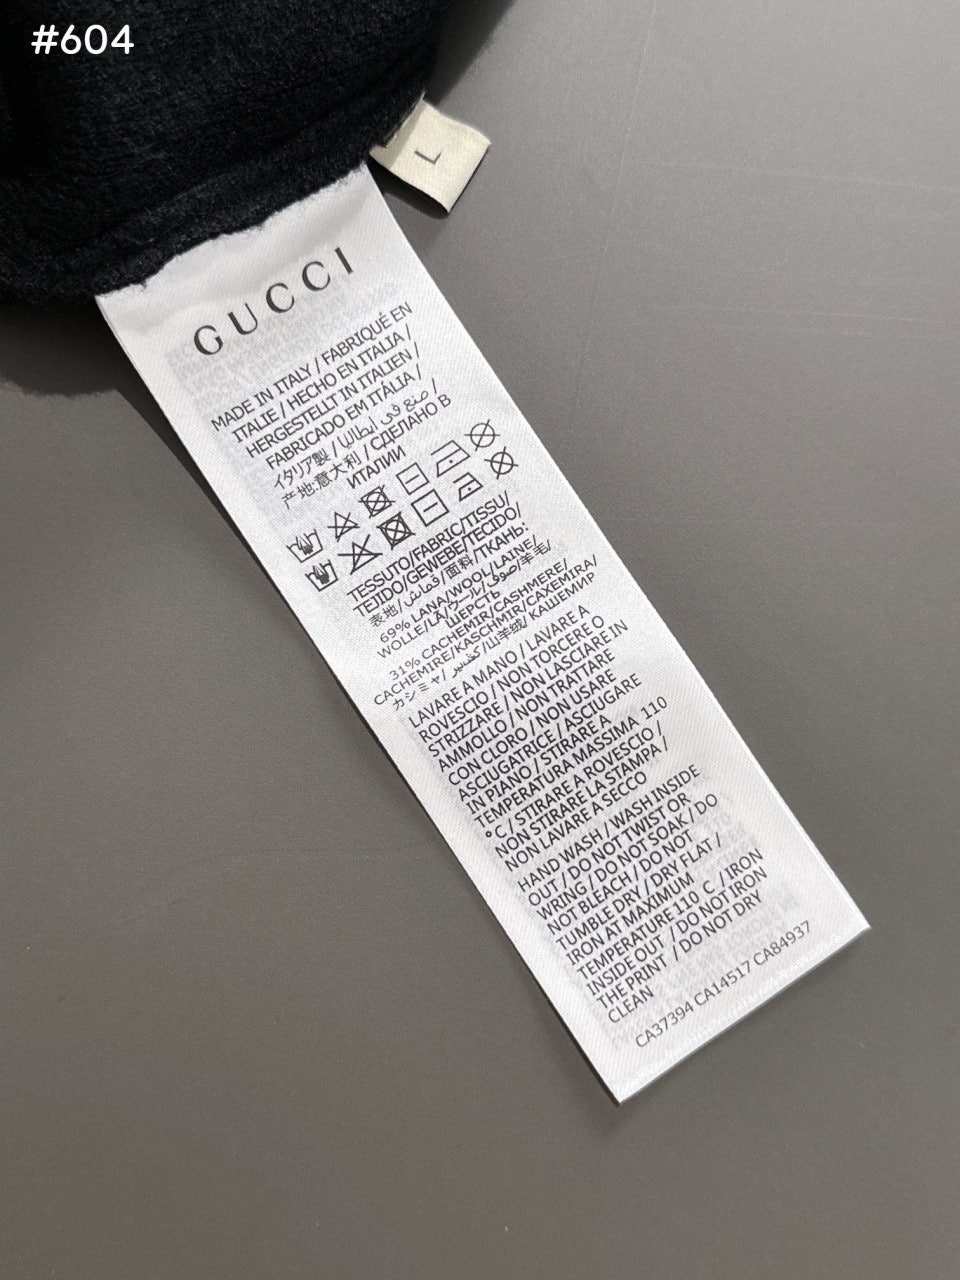 #604
L
GUCCI
MADE IN ITALY / FABRIQUÉ EN
ITALIE / HECHO EN ITALIA /
HERGESTELLT IN ITALIEN /
FABRICADO EM ITÁLIA /
イタリア製 / صنع في إيطاليا /
产地:意大利 / СДЕЛАНО В
ИТАЛИИ
TESSUTO/FABRIC/TISSU/
TEJIDO/GEWEBE/TECIDO/
表地/قماش/面料/ТКАНЬ:
69% LANA/WOOL/LAINE/
WOLLE/LÃ/ウール/صوف/羊毛/
ШЕРСТЬ
31% CACHEMIR/CASHMERE/
CACHEMIRE/KASCHMIR/CAXEMIRA/
カシミヤ/كشمير/山羊绒/КАШЕМИР
LAVARE A MANO / LAVARE A
ROVESCIO / NON TORCERE O
STRIZZARE / NON LASCIARE IN
AMMOLLO / NON TRATTARE
CON CLORO / NON USARE
ASCIUGATRICE / ASCIUGARE
IN PIANO / STIRARE A
TEMPERATURA MASSIMA 110
°C / STIRARE A ROVESCIO /
NON STIRARE LA STAMPA /
NON LAVARE A SECCO
HAND WASH / WASH INSIDE
OUT / DO NOT TWIST OR
WRING / DO NOT SOAK / DO
NOT BLEACH / DO NOT
TUMBLE DRY / DRY FLAT /
IRON AT MAXIMUM
TEMPERATURE 110 C / IRON
INSIDE OUT / DO NOT IRON
THE PRINT / DO NOT DRY
CLEAN
CA37394 CA14517 CA84937